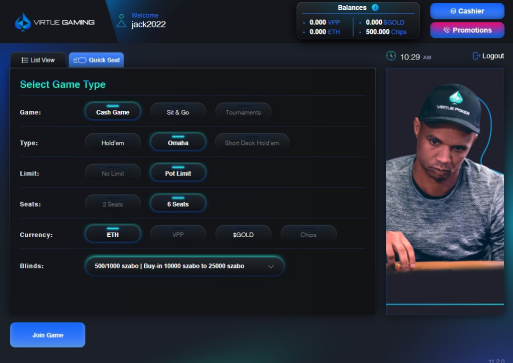 VIRTUE GAMING
Welcome
jack2022
Balances
0.000 VPP
0.000 $GOLD
0.000 ETH
500.000 Chips
Cashier
Promotions
List View
Quick Seat
10:29 AM
Logout
Select Game Type
Game:
Cash Game
Sit & Go
Tournaments
Type:
Hold'em
Omaha
Short Deck Hold'em
Limit:
No Limit
Pot Limit
Seats:
2 Seats
6 Seats
Currency:
ETH
VPP
$GOLD
Chips
Blinds:
500/1000 szabo | Buy-in 10000 szabo to 25000 szabo
VIRTUE POKER
Join Game